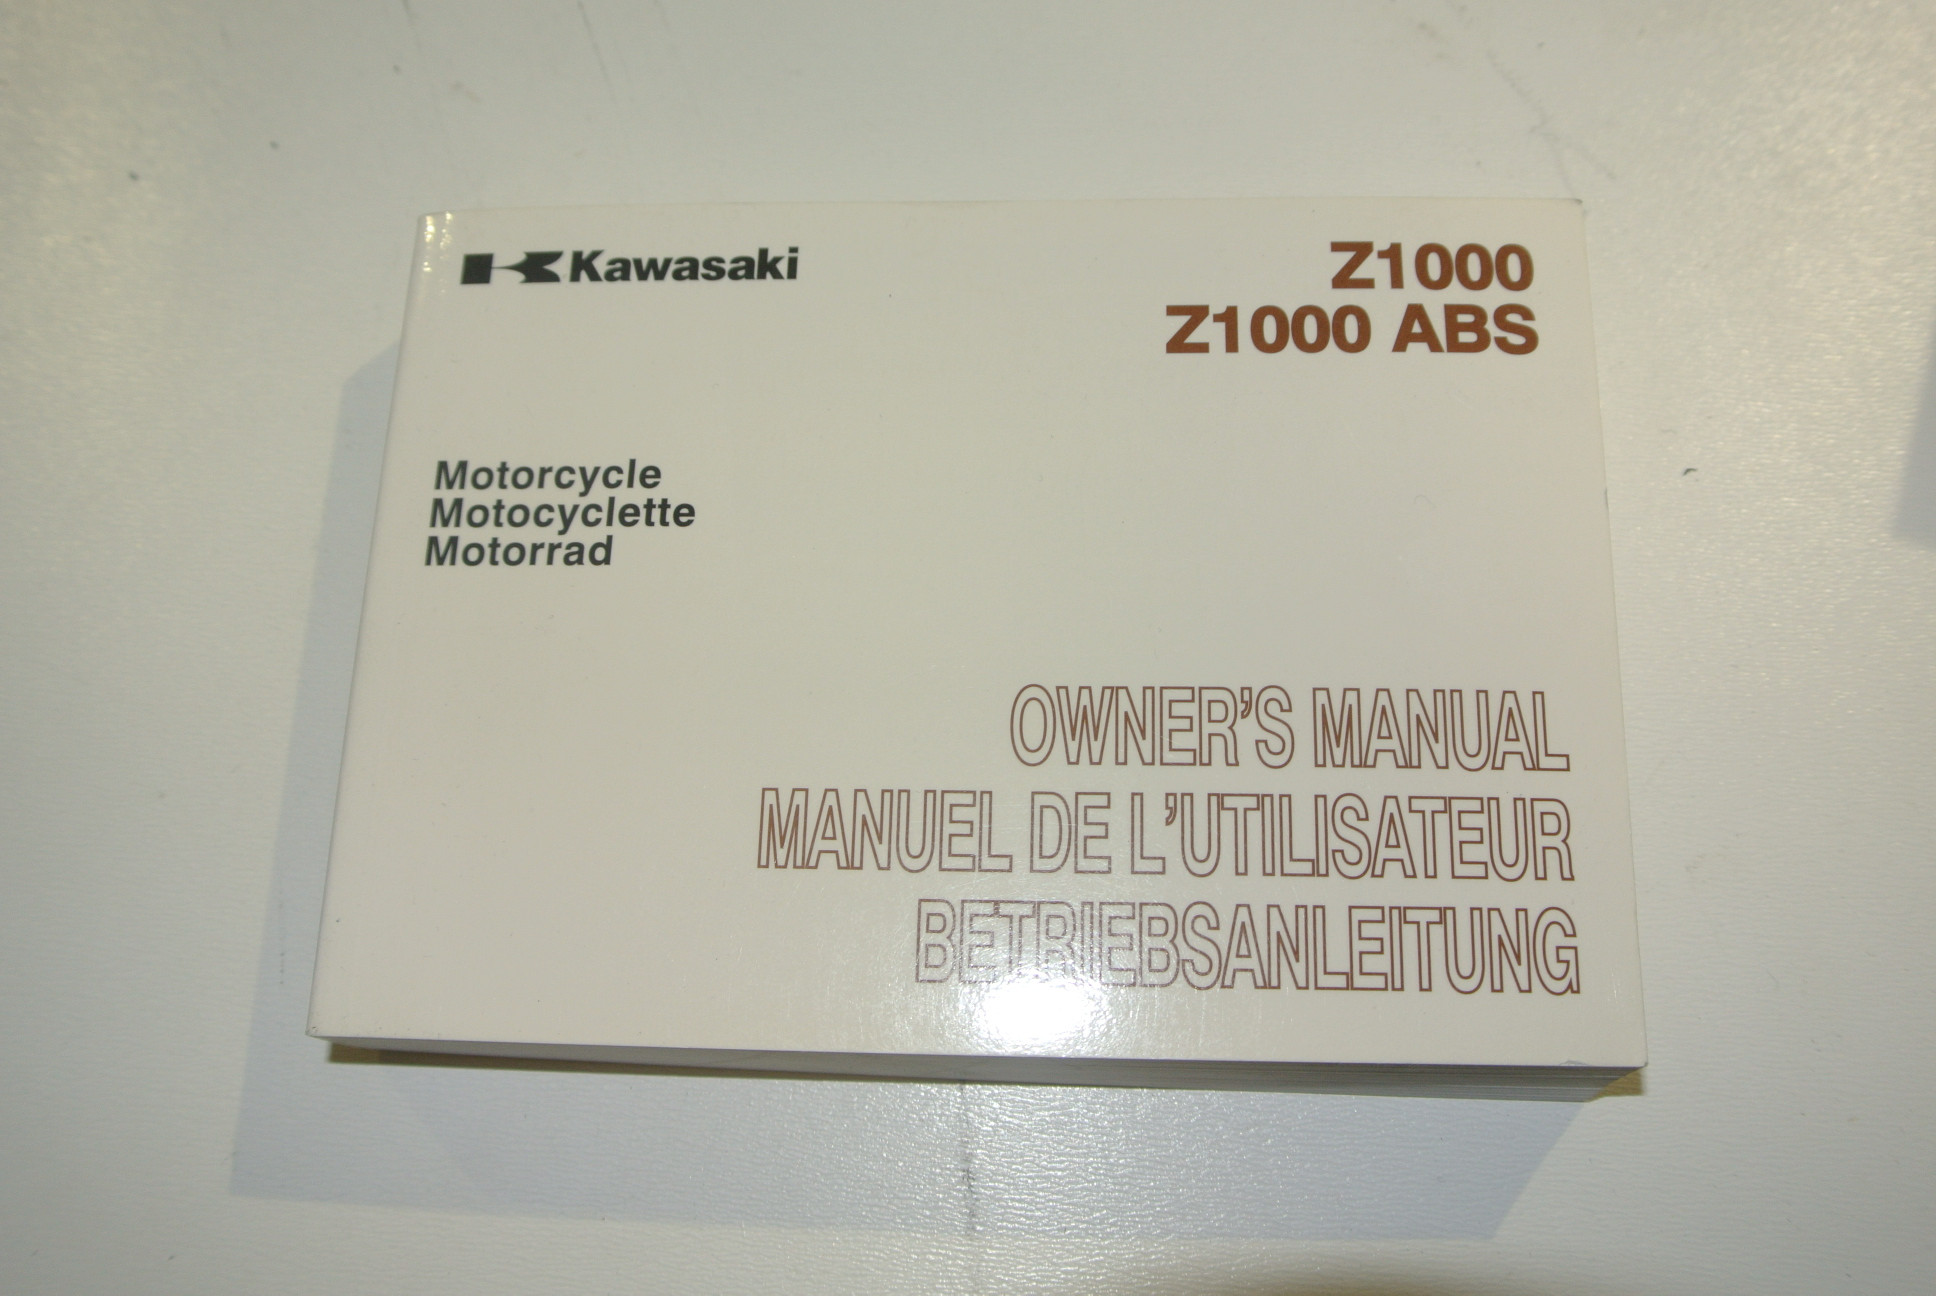 Kawasaki
Z1000
Z1000 ABS
Motorcycle
Motocyclette
Motorrad
OWNER'S MANUAL
MANUEL DE L'UTILISATEUR
BETRIEBSANLEITUNG